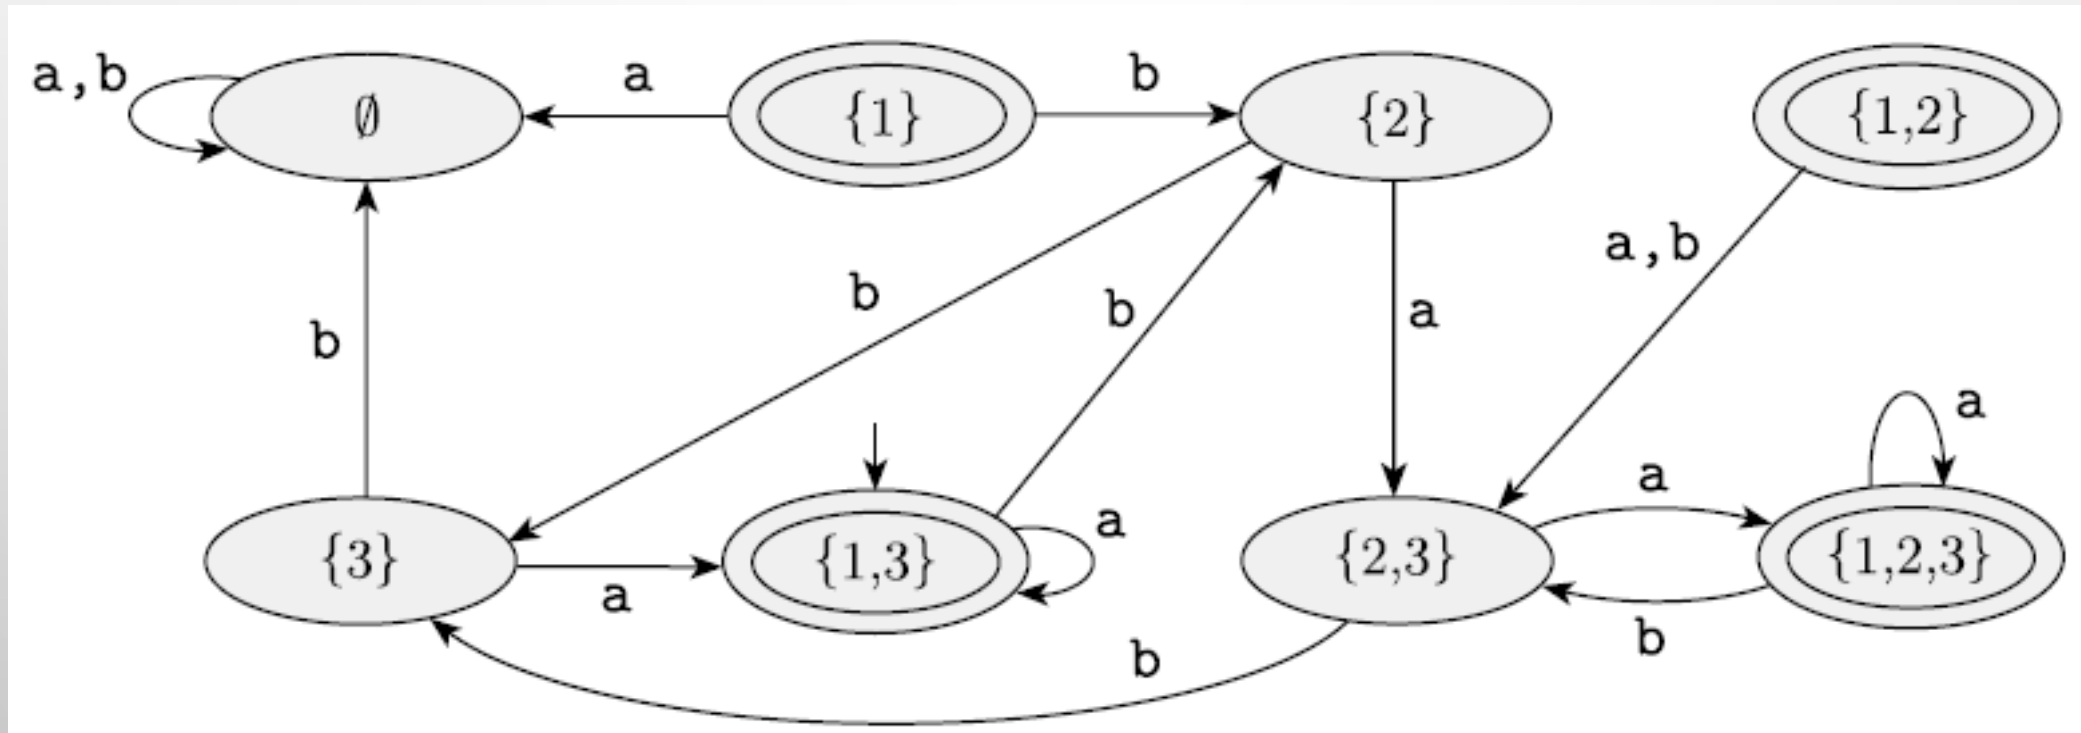 a,b
∅
a
{1}
b
{2}
{1,2}
a,b
b
b
b
a
a
{3}
a
{1,3}
a
{2,3}
a
{1,2,3}
b
b